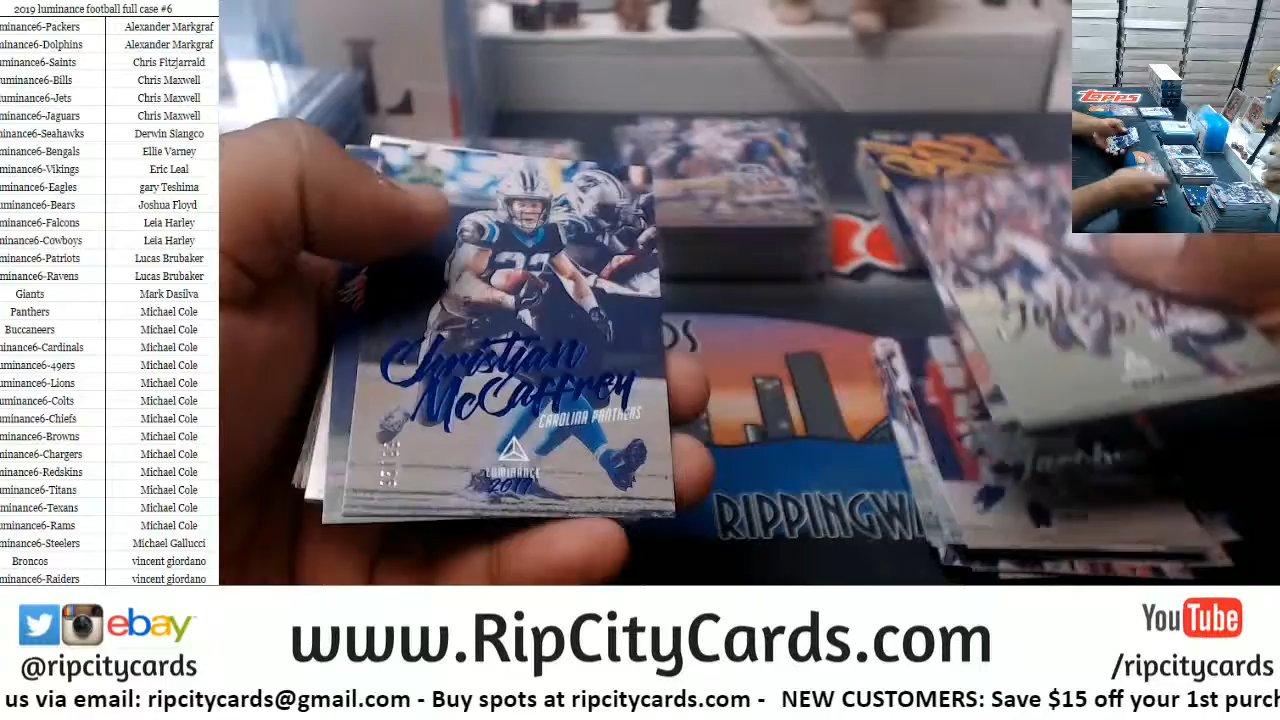 2019 luminance football full case #6
minance6-Packers Alexander Markgraf
minance6-Dolphins Alexander Markgraf
uminance6-Saints Chris Fitzjarrald
uminance6-Bills Chris Maxwell
luminance6-Jets Chris Maxwell
minance6-Jaguars Chris Maxwell
inance6-Seahawks Derwin Siangco
minance6-Bengals Ellie Varney
minance6-Vikings Eric Leal
uminance6-Eagles gary Teshima
uminance6-Bears Joshua Floyd
minance6-Falcons Leia Harley
inance6-Cowboys Leia Harley
minance6-Patriots Lucas Brubaker
minance6-Ravens Lucas Brubaker
Giants Mark Dasilva
Panthers Michael Cole
Buccaneers Michael Cole
minance6-Cardinals Michael Cole
uminance6-49ers Michael Cole
uminance6-Lions Michael Cole
uminance6-Colts Michael Cole
uminance6-Chiefs Michael Cole
minance6-Browns Michael Cole
minance6-Chargers Michael Cole
inance6-Redskins Michael Cole
uminance6-Titans Michael Cole
minance6-Texans Michael Cole
uminance6-Rams Michael Cole
minance6-Steelers Michael Gallucci
Broncos vincent giordano
minance6-Raiders vincent giordano
TOPPS
Christian
McCaffrey
CAROLINA PANTHERS
LUMINANCE
2019
RIPPINGW
ebay
@ripcitycards
www.RipCityCards.com
YouTube
/ripcitycards
us via email: ripcitycards@gmail.com - Buy spots at ripcitycards.com - NEW CUSTOMERS: Save $15 off your 1st purch